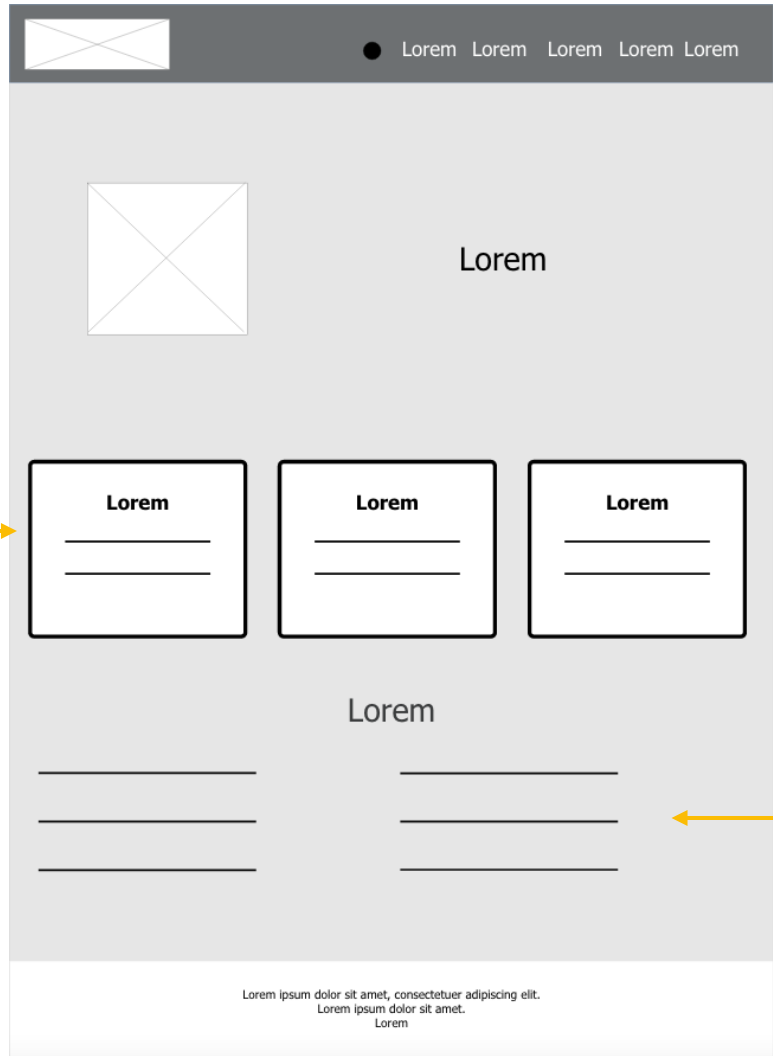 Lorem Lorem Lorem Lorem Lorem
Lorem
Lorem Lorem Lorem
Lorem
Lorem ipsum dolor sit amet, consectetuer adipiscing elit.
Lorem ipsum dolor sit amet.
Lorem